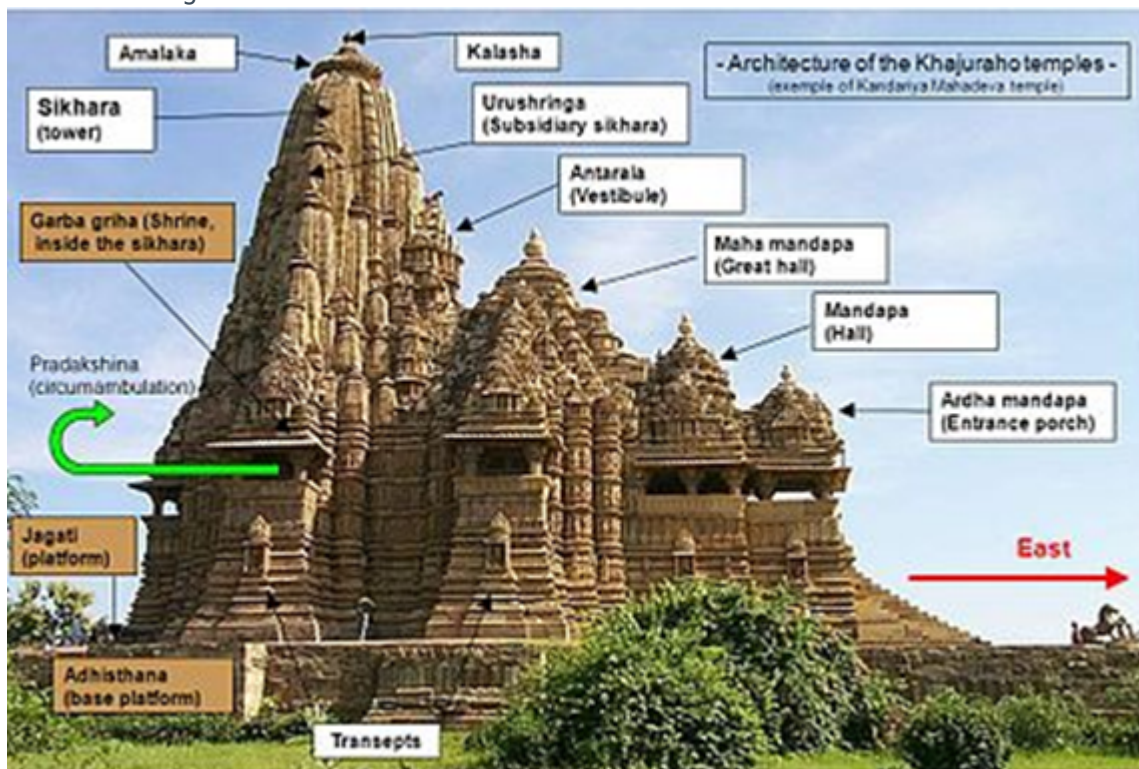 Amalaka
Kalasha
- Architecture of the Khajuraho temples -
(exemple of Kandariya Mahadeva temple)
Sikhara
(tower)
Urushringa
(Subsidiary sikhara)
Antarala
(Vestibule)
Garba griha (Shrine,
inside the sikhara)
Maha mandapa
(Great hall)
Mandapa
(Hall)
Pradakshina
(circumambulation)
Ardha mandapa
(Entrance porch)
Jagati
(platform)
East
Adhisthana
(base platform)
Transepts